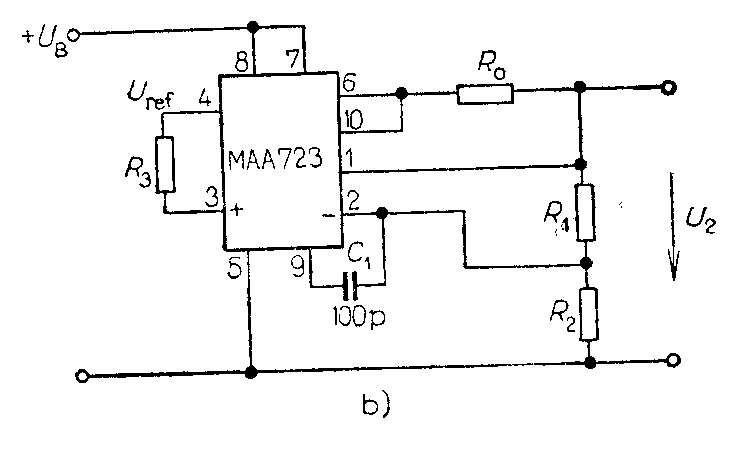 +U_B
8 7
U_ref 4
6
R_0
10
MAA723
1
R_3
3 +
2 −
R_1
U_2
5
9
C_1
100p
R_2
b)